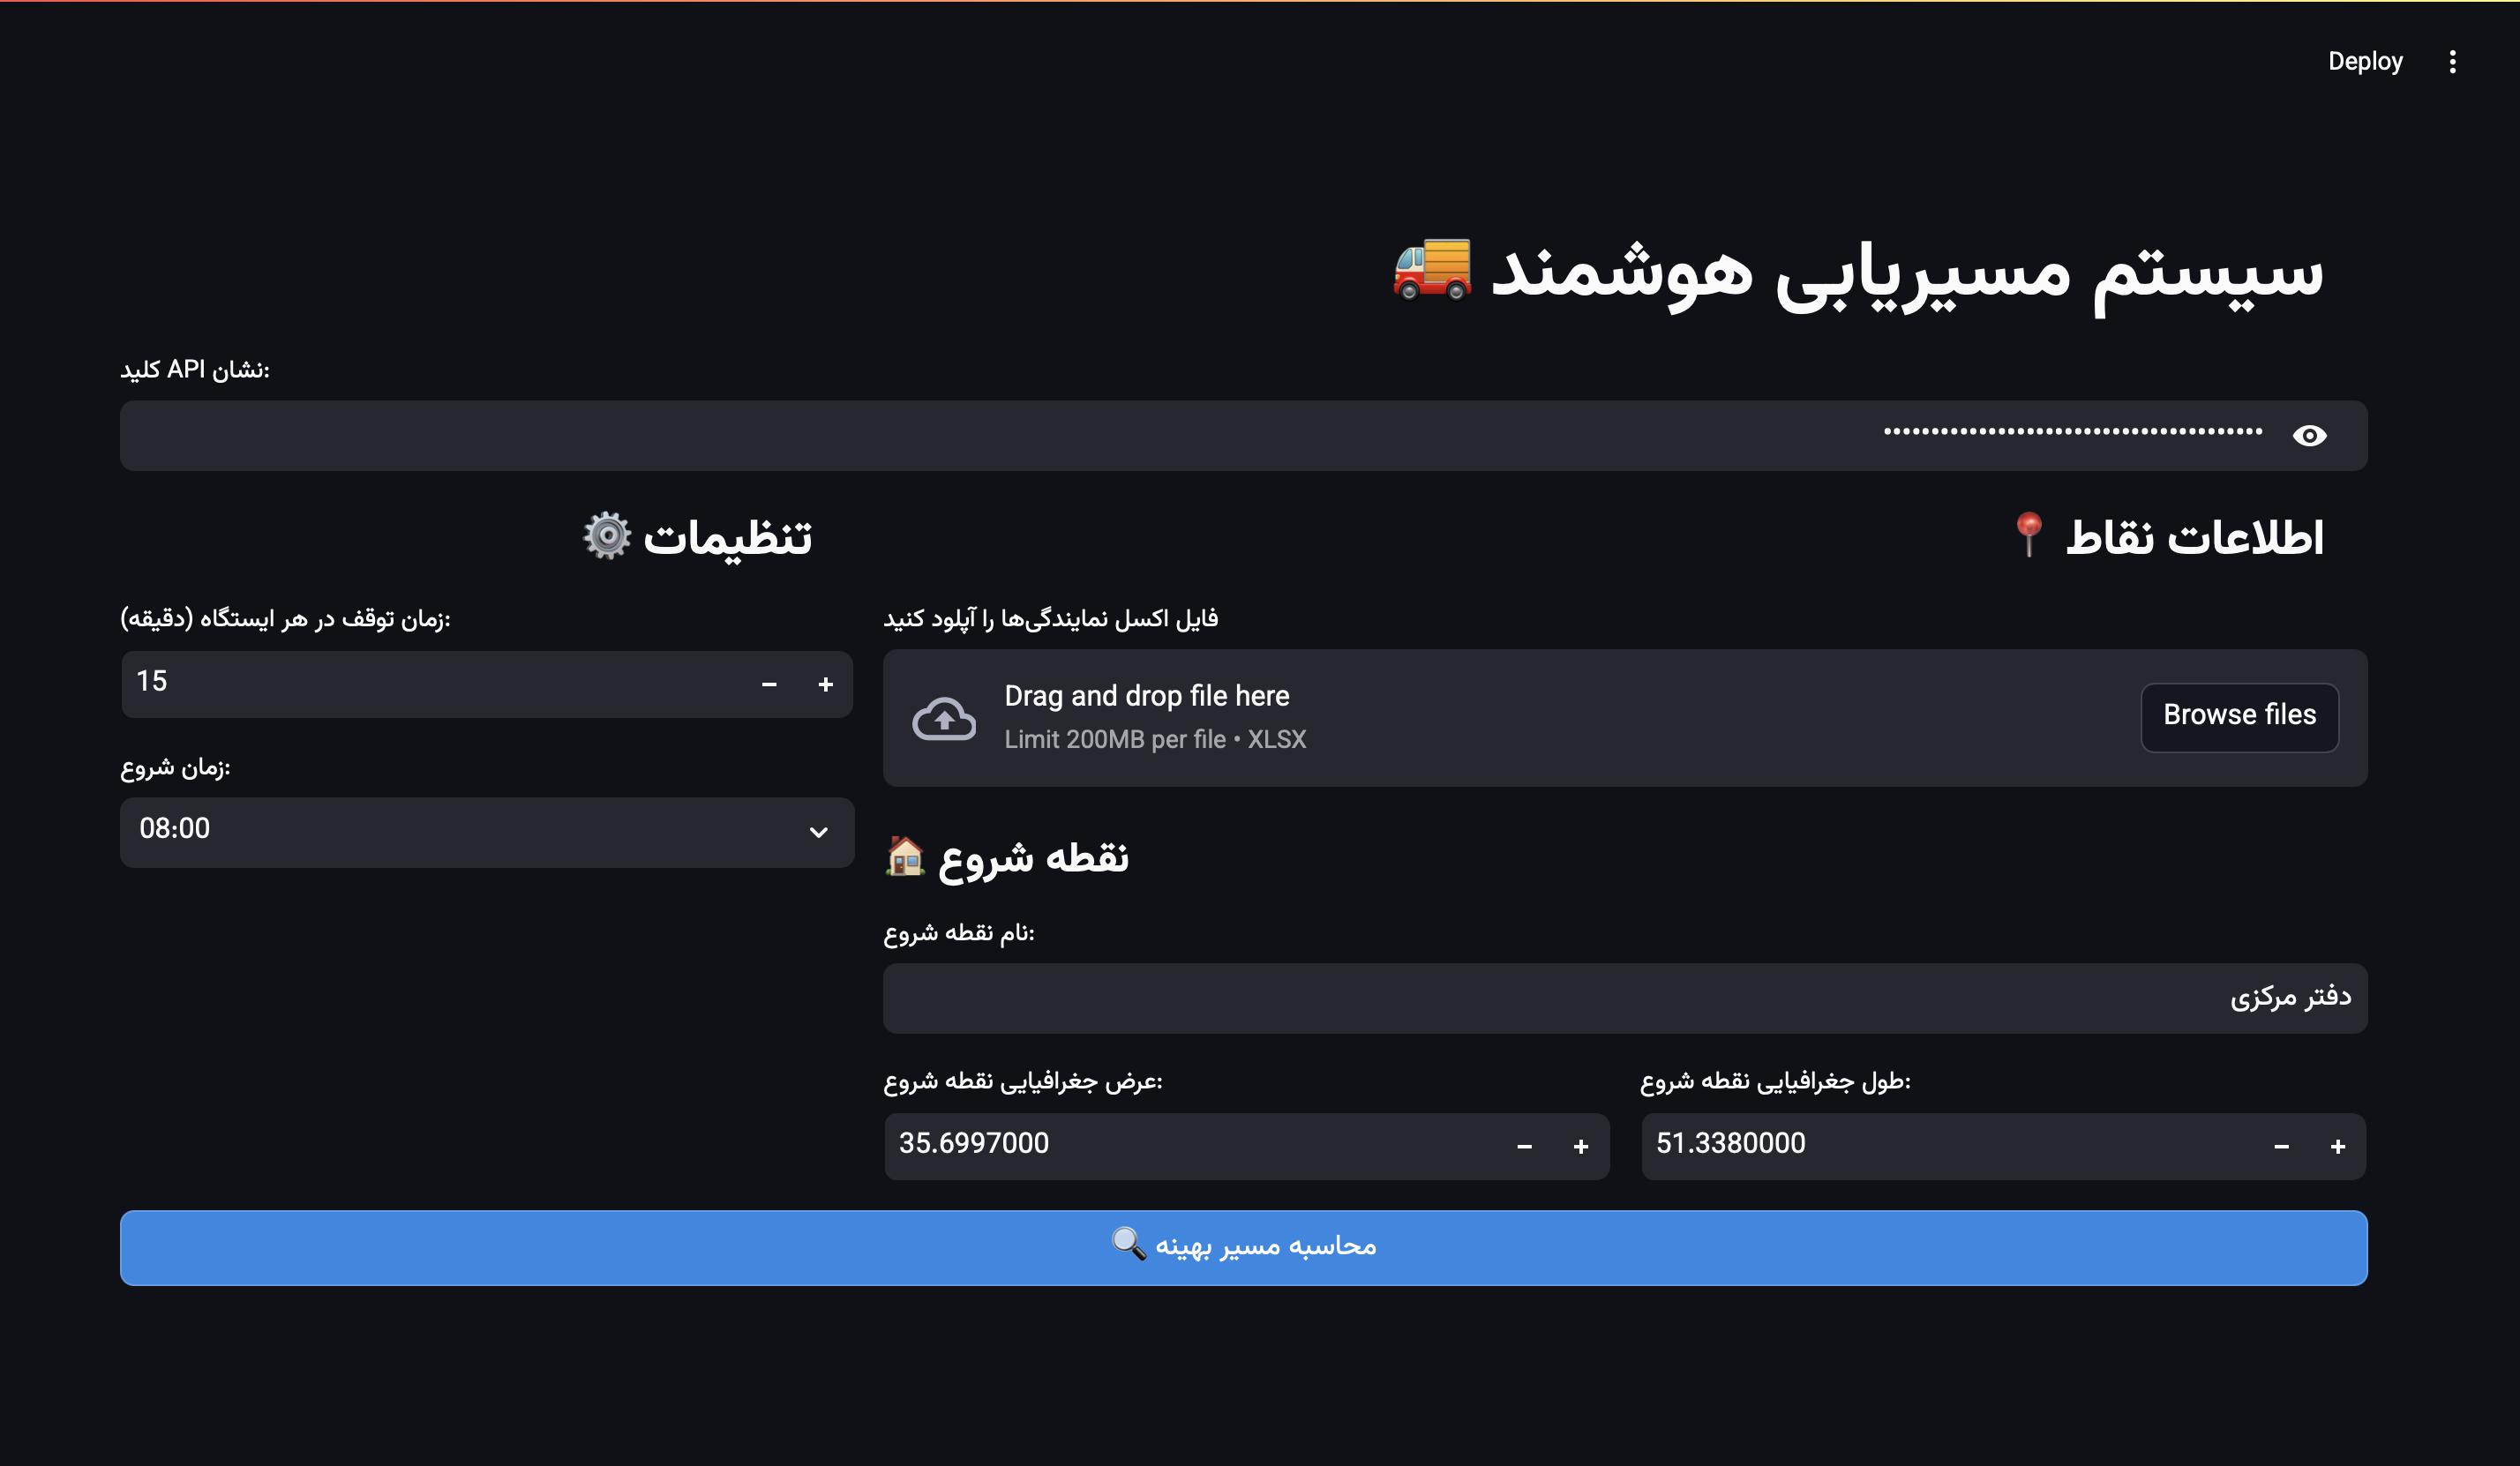 Deploy
سیستم مسیریابی هوشمند
کلید API نشان:
اطلاعات نقاط
فایل اکسل نمایندگی‌ها را آپلود کنید
Drag and drop file here
Limit 200MB per file • XLSX
Browse files
نقطه شروع
نام نقطه شروع:
دفتر مرکزی
طول جغرافیایی نقطه شروع:
51.3380000
عرض جغرافیایی نقطه شروع:
35.6997000
تنظیمات
زمان توقف در هر ایستگاه (دقیقه):
15
زمان شروع:
08:00
محاسبه مسیر بهینه